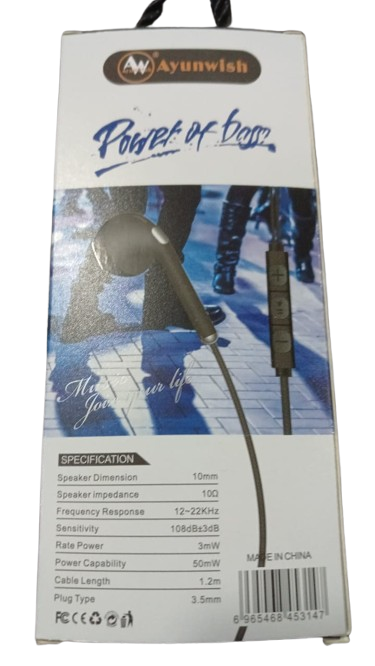 AW Ayunwish
Power of bass
Music
Join your life
SPECIFICATION
Speaker Dimension 10mm
Speaker impedance 10Ω
Frequency Response 12~22KHz
Sensitivity 108dB±3dB
Rate Power 3mW
Power Capability 50mW
Cable Length 1.2m
Plug Type 3.5mm
FC CE
MADE IN CHINA
6 965468 453147